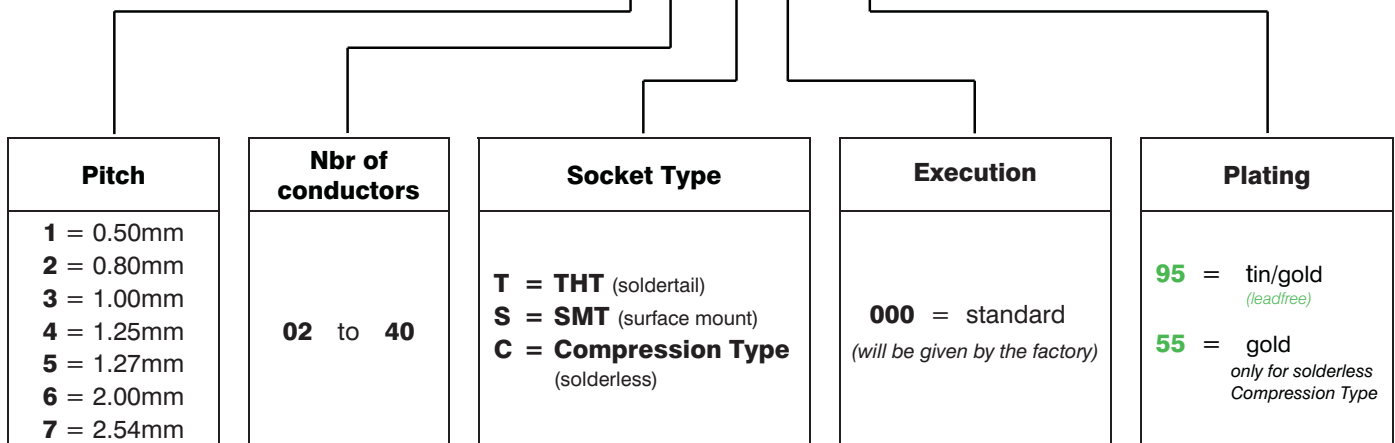 Pitch
1 = 0.50mm
2 = 0.80mm
3 = 1.00mm
4 = 1.25mm
5 = 1.27mm
6 = 2.00mm
7 = 2.54mm
Nbr of
conductors
02 to 40
Socket Type
T = THT (soldertail)
S = SMT (surface mount)
C = Compression Type
(solderless)
Execution
000 = standard
(will be given by the factory)
Plating
95 = tin/gold
(leadfree)
55 = gold
only for solderless
Compression Type